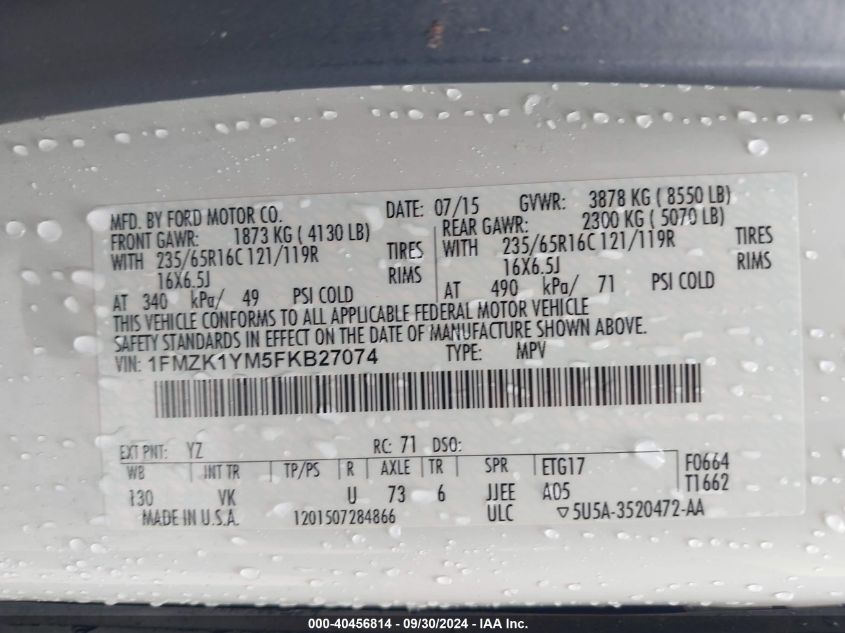 MFD. BY FORD MOTOR CO. DATE: 07/15 GVWR: 3878 KG ( 8550 LB)
FRONT GAWR: 1873 KG ( 4130 LB) REAR GAWR: 2300 KG ( 5070 LB)
WITH 235/65R16C 121/119R TIRES WITH 235/65R16C 121/119R TIRES
16X6.5J RIMS 16X6.5J RIMS
AT 340 kPa/ 49 PSI COLD AT 490 kPa/ 71 PSI COLD
THIS VEHICLE CONFORMS TO ALL APPLICABLE FEDERAL MOTOR VEHICLE
SAFETY STANDARDS IN EFFECT ON THE DATE OF MANUFACTURE SHOWN ABOVE.
VIN: 1FMZK1YM5FKB27074 TYPE: MPV
EXT PNT: YZ RC: 71 DSO:
WB INT TR TP/PS R AXLE TR SPR ETG17 F0664
130 VK U 73 6 JJEE AD5 T1662
MADE IN U.S.A. 1201507284866 ULC ▽5U5A-3520472-AA
000-40456814 - 09/30/2024 - IAA Inc.